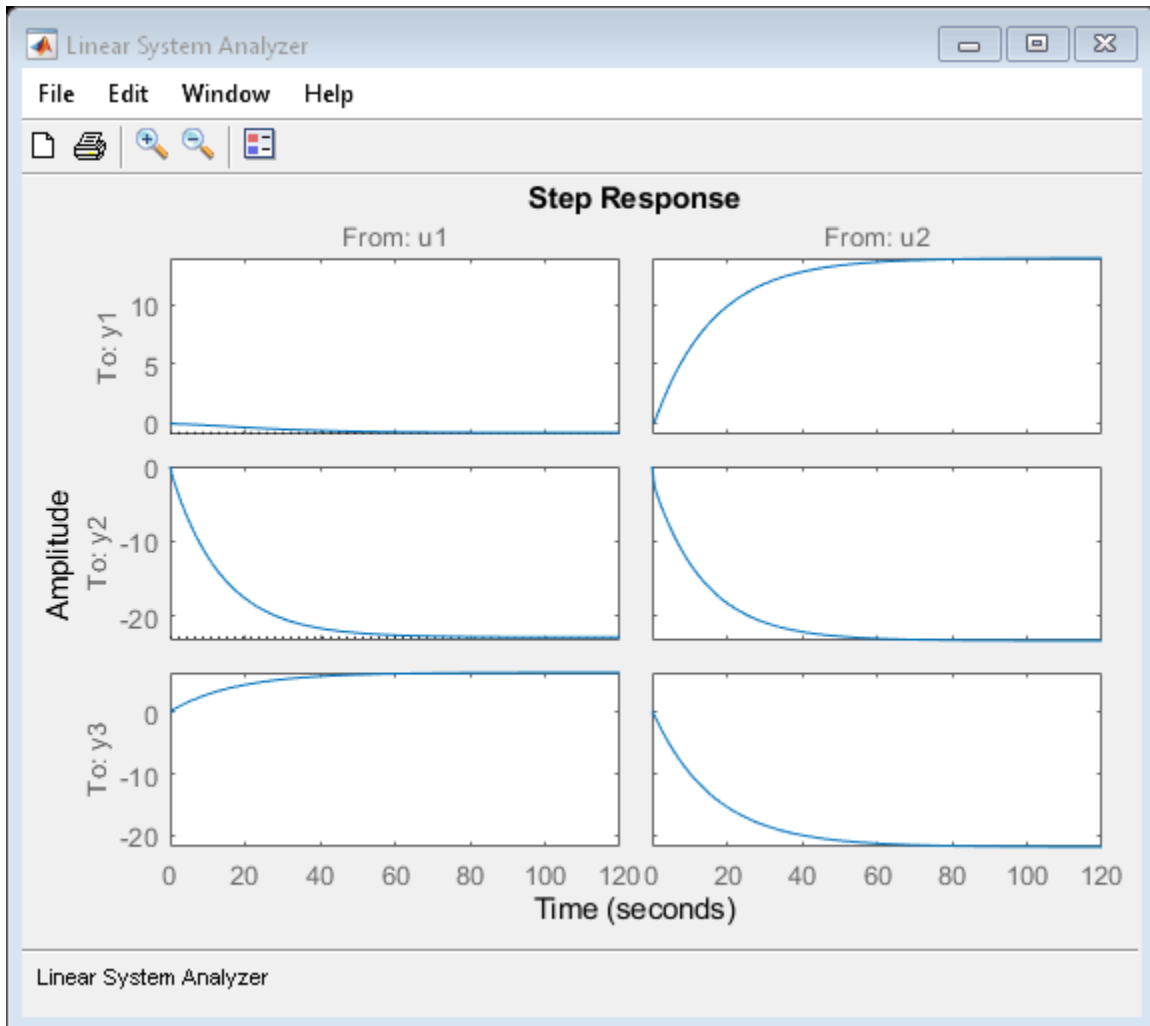 Linear System Analyzer
File Edit Window Help
Step Response
From: u1 From: u2
To: y1
10
5
0
Amplitude
To: y2
0
-10
-20
To: y3
0
-10
-20
0 20 40 60 80 100 120 0 20 40 60 80 100 120
Time (seconds)
Linear System Analyzer